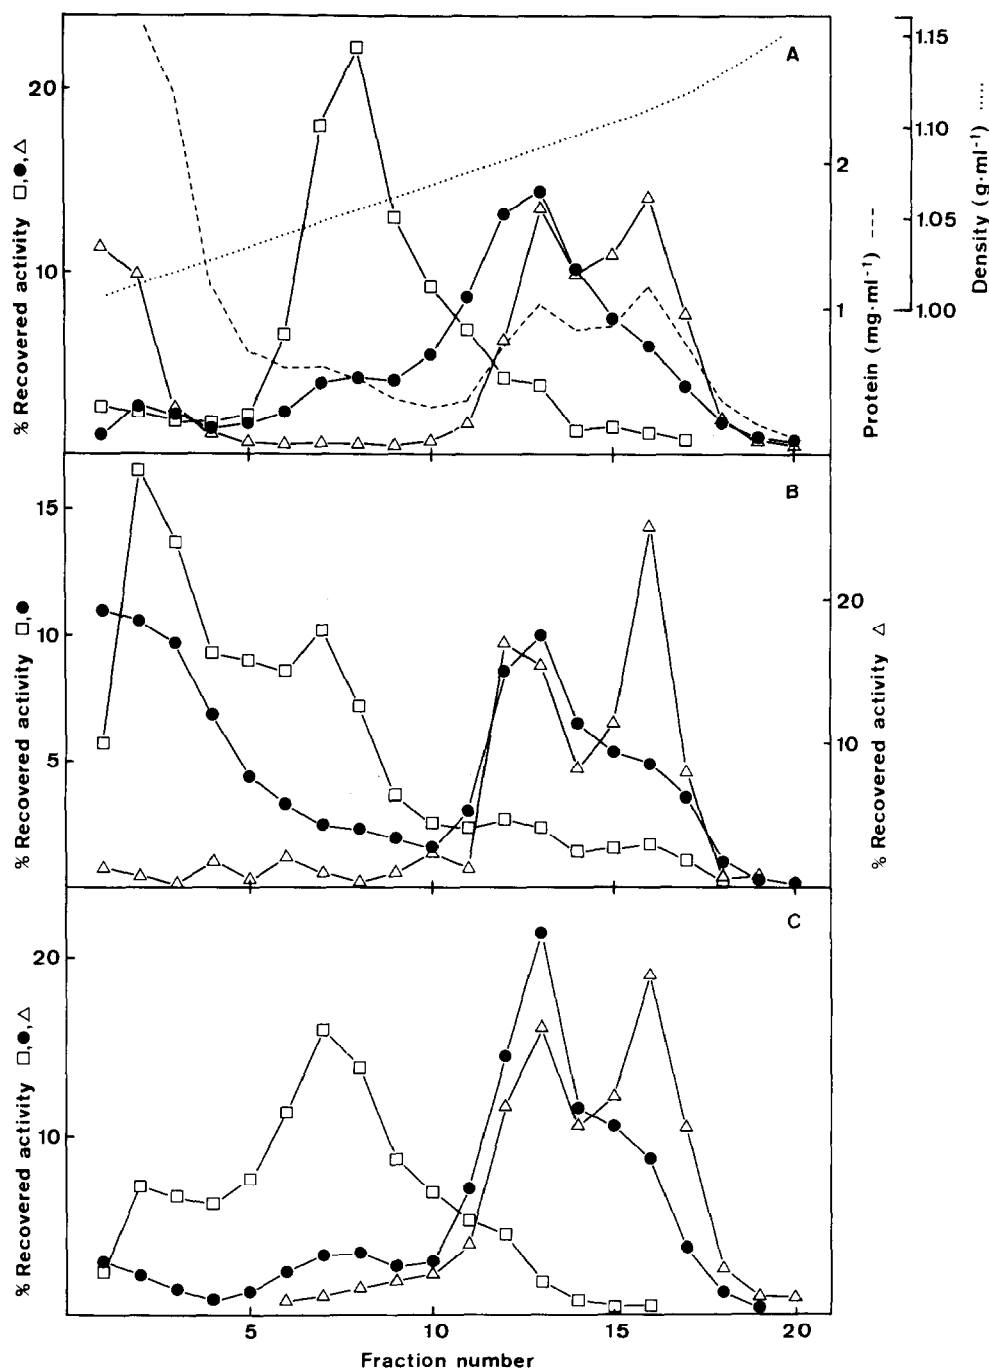 A
20
10
% Recovered activity □,●,△
2
1
Protein (mg·ml⁻¹) ---
1.15
1.10
1.05
1.00
Density (g·ml⁻¹) .....
B
15
10
5
% Recovered activity □,●
20
10
% Recovered activity △
C
20
10
% Recovered activity □,●,△
5
10
15
20
Fraction number